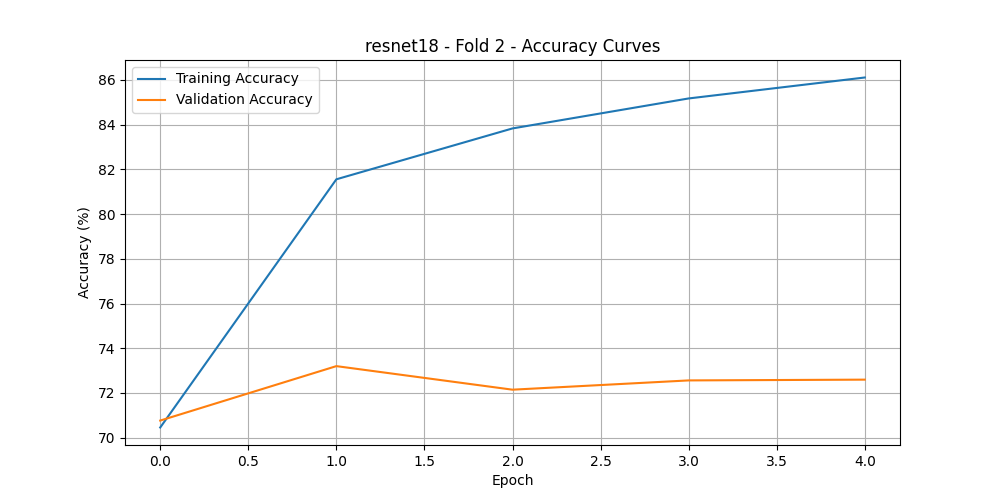 resnet18 - Fold 2 - Accuracy Curves
Training Accuracy
Validation Accuracy
Accuracy (%)
86
84
82
80
78
76
74
72
70
0.0 0.5 1.0 1.5 2.0 2.5 3.0 3.5 4.0
Epoch